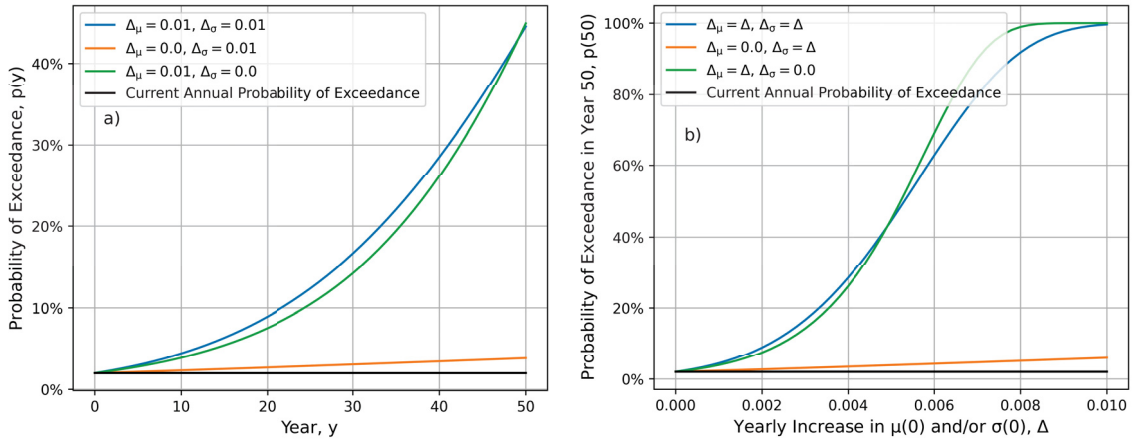 Δμ = 0.01, Δσ = 0.01
Δμ = 0.0, Δσ = 0.01
Δμ = 0.01, Δσ = 0.0
Current Annual Probability of Exceedance
a)
40%
30%
20%
10%
0%
Probability of Exceedance, p(y)
0 10 20 30 40 50
Year, y
Δμ = Δ, Δσ = Δ
Δμ = 0.0, Δσ = Δ
Δμ = Δ, Δσ = 0.0
Current Annual Probability of Exceedance
b)
100%
80%
60%
40%
20%
0%
Probability of Exceedance in Year 50, p(50)
0.000 0.002 0.004 0.006 0.008 0.010
Yearly Increase in μ(0) and/or σ(0), Δ